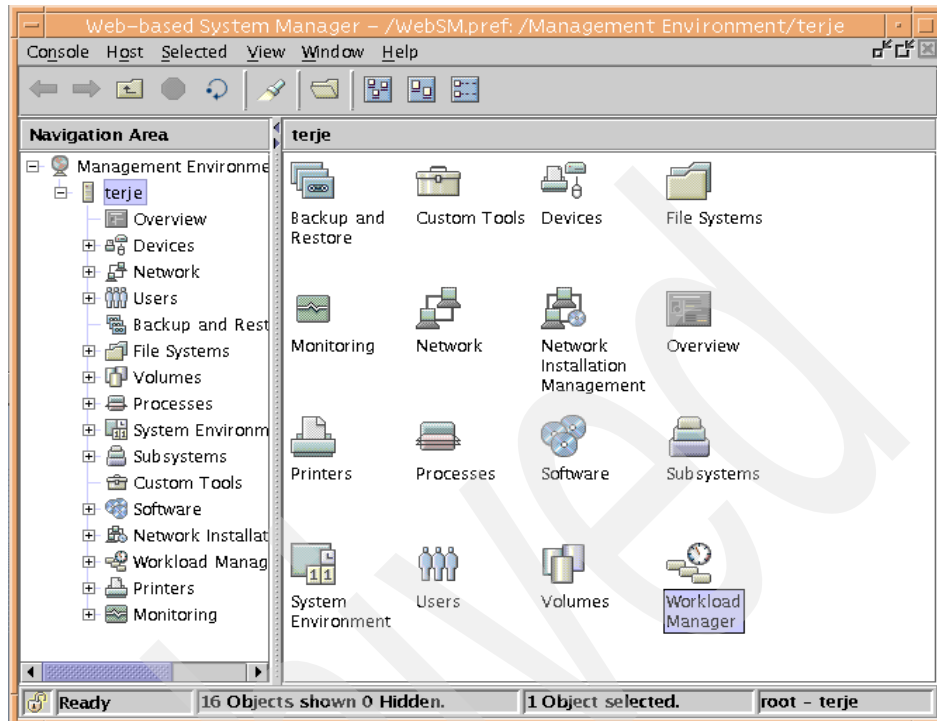 Web-based System Manager - /WebSM.pref: /Management Environment/terje
Console Host Selected View Window Help
Navigation Area
terje
Management Environme
terje
Overview
Devices
Network
Users
Backup and Rest
File Systems
Volumes
Processes
System Environm
Subsystems
Custom Tools
Software
Network Installat
Workload Manag
Printers
Monitoring
Backup and
Restore
Custom Tools
Devices
File Systems
Monitoring
Network
Network
Installation
Management
Overview
Printers
Processes
Software
Subsystems
System
Environment
Users
Volumes
Workload
Manager
Ready
16 Objects shown 0 Hidden.
1 Object selected.
root - terje